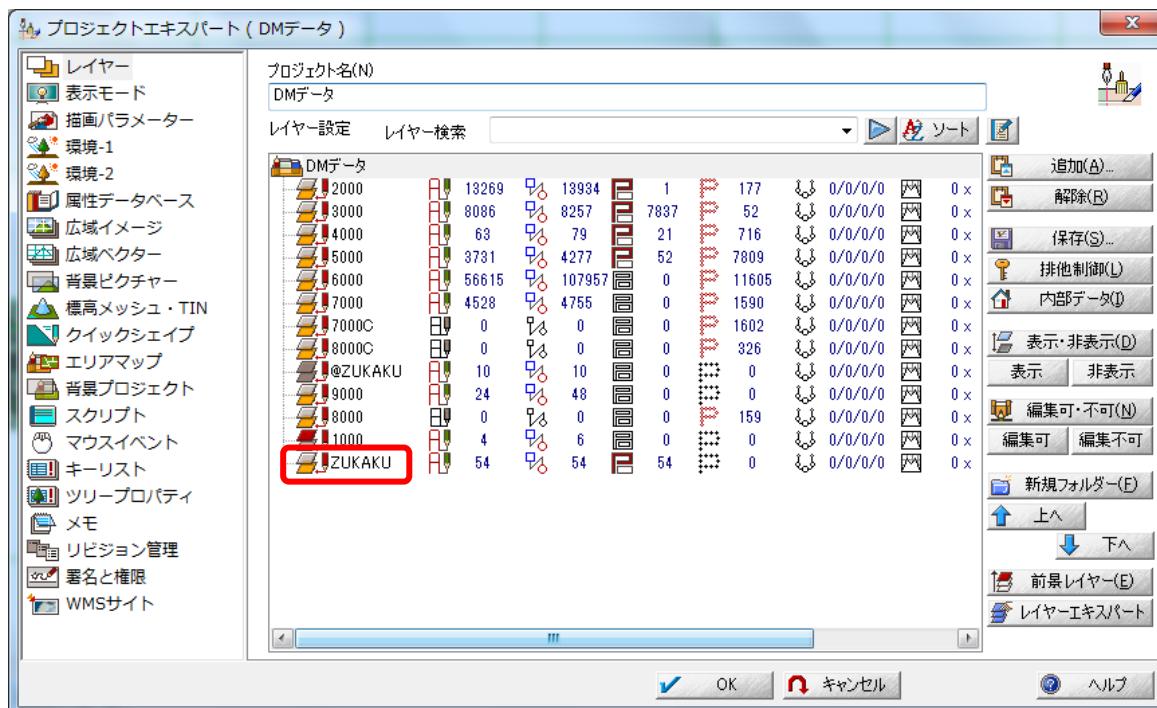 プロジェクトエキスパート ( DMデータ )
レイヤー
表示モード
描画パラメーター
環境-1
環境-2
属性データベース
広域イメージ
広域ベクター
背景ピクチャー
標高メッシュ・TIN
クイックシェイプ
エリアマップ
背景プロジェクト
スクリプト
マウスイベント
キーリスト
ツリープロパティ
メモ
リビジョン管理
署名と権限
WMSサイト
プロジェクト名(N)
DMデータ
レイヤー設定 レイヤー検索 ソート
DMデータ
2000 13269 13934 1 177 0/0/0/0 0 x
3000 8086 8257 7837 52 0/0/0/0 0 x
4000 63 79 21 716 0/0/0/0 0 x
5000 3731 4277 52 7809 0/0/0/0 0 x
6000 56615 107957 0 11605 0/0/0/0 0 x
7000 4528 4755 0 1590 0/0/0/0 0 x
7000C 0 0 0 1602 0/0/0/0 0 x
8000C 0 0 0 326 0/0/0/0 0 x
@ZUKAKU 10 10 0 0 0/0/0/0 0 x
9000 24 48 0 0 0/0/0/0 0 x
8000 0 0 0 159 0/0/0/0 0 x
1000 4 6 0 0 0/0/0/0 0 x
ZUKAKU 54 54 54 0 0/0/0/0 0 x
追加(A)...
解除(R)
保存(S)...
排他制御(L)
内部データ(I)
表示・非表示(D)
表示 非表示
編集可・不可(N)
編集可 編集不可
新規フォルダー(F)
上へ
下へ
前景レイヤー(E)
レイヤーエキスパート
OK キャンセル ヘルプ